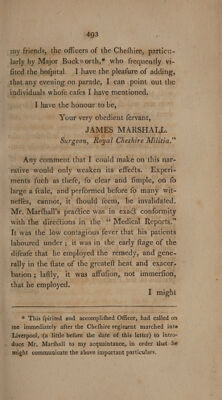 493
my friends, the officers of the Cheſhire, particu-
larly by Major Buckworth,* who frequently vi-
ſited the hoſpital. I have the pleaſure of adding,
that any evening on parade, I can point out the
individuals whoſe caſes I have mentioned.
I have the honour to be,
Your very obedient ſervant,
JAMES MARSHALL.
Surgeon, Royal Cheshire Militia.”
Any comment that I could make on this nar-
rative would only weaken its effects. Experi-
ments ſuch as theſe, ſo clear and ſimple, on ſo
large a ſcale, and performed before ſo many wit-
neſſes, cannot, it ſhould ſeem, be invalidated.
Mr. Marſhall’s practice was in exact conformity
with the directions in the “ Medical Reports.”
It was the low contagious fever that his patients
laboured under ; it was in the early ſtage of the
diſeaſe that he employed the remedy, and gene-
rally in the ſtate of the greateſt heat and exacer-
bation ; laſtly, it was affuſion, not immerſion,
that he employed.
I might
* This ſpirited and accompliſhed Officer, had called on
me immediately after the Cheſhire regiment marched into
Liverpool, (a little before the date of this letter) to intro-
duce Mr. Marſhall to my acquaintance, in order that he
might communicate the above important particulars.